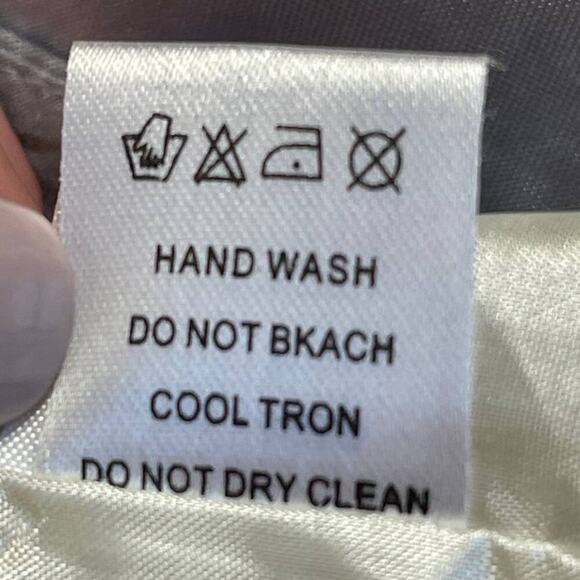 HAND WASH
DO NOT BKACH
COOL TRON
DO NOT DRY CLEAN